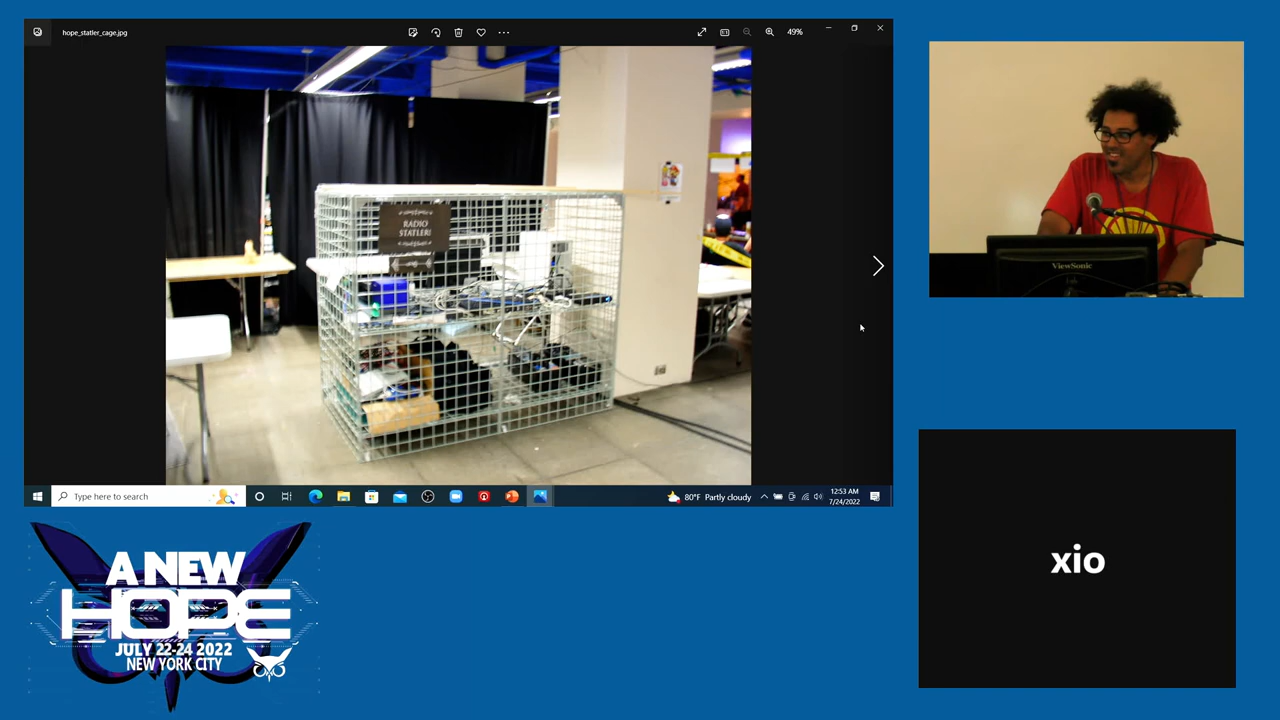 hope_statler_cage.jpg
49%
RADIO
STATLER!
ViewSonic
Type here to search
80°F Partly cloudy
12:53 AM
7/24/2022
xio
A NEW
HOPE
JULY 22-24 2022
NEW YORK CITY